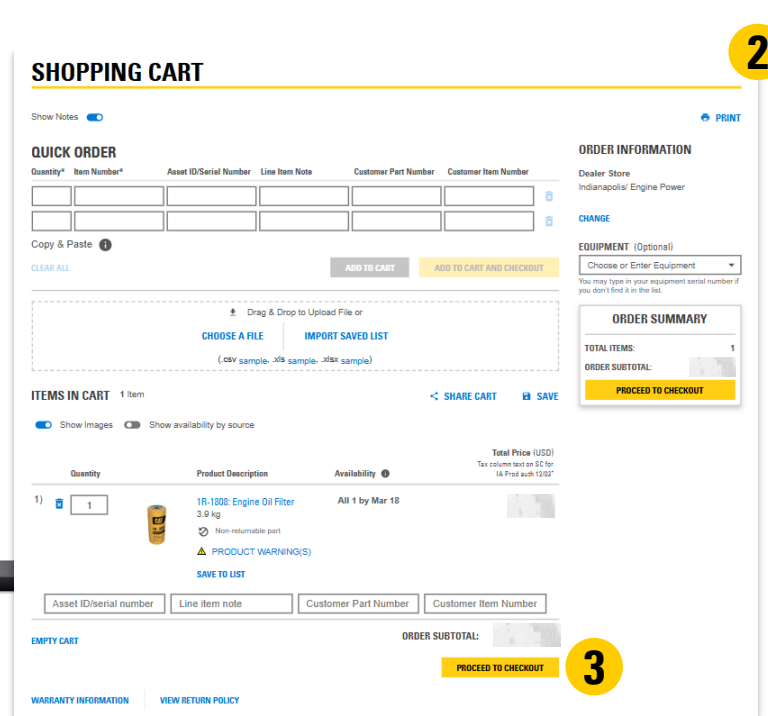 2
SHOPPING CART
Show Notes
PRINT
QUICK ORDER
Quantity* Item Number* Asset ID/Serial Number Line Item Note Customer Part Number Customer Item Number
Copy & Paste
CLEAR ALL
ADD TO CART ADD TO CART AND CHECKOUT
Drag & Drop to Upload File or
CHOOSE A FILE IMPORT SAVED LIST
(.csv sample, .xls sample, .xlsx sample)
ORDER INFORMATION
Dealer Store
Indianapolis/ Engine Power
CHANGE
EQUIPMENT (Optional)
Choose or Enter Equipment
You may type in your equipment serial number if
you don't find it in the list.
ORDER SUMMARY
TOTAL ITEMS: 1
ORDER SUBTOTAL:
PROCEED TO CHECKOUT
ITEMS IN CART 1 Item
SHARE CART SAVE
Show Images Show availability by source
Quantity Product Description Availability
Total Price (USD)
Tax column text on SC for
IA Prod auth 12/03*
1) 1
CAT
1R-1808: Engine Oil Filter
3.9 kg
All 1 by Mar 18
Non-returnable part
PRODUCT WARNING(S)
SAVE TO LIST
Asset ID/serial number Line item note Customer Part Number Customer Item Number
EMPTY CART
ORDER SUBTOTAL:
PROCEED TO CHECKOUT
3
WARRANTY INFORMATION VIEW RETURN POLICY